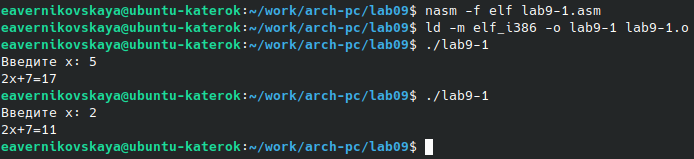 eavernikovskaya@ubuntu-katerok:~/work/arch-pc/lab09$ nasm -f elf lab9-1.asm
eavernikovskaya@ubuntu-katerok:~/work/arch-pc/lab09$ ld -m elf_i386 -o lab9-1 lab9-1.o
eavernikovskaya@ubuntu-katerok:~/work/arch-pc/lab09$ ./lab9-1
Введите x: 5
2x+7=17
eavernikovskaya@ubuntu-katerok:~/work/arch-pc/lab09$ ./lab9-1
Введите x: 2
2x+7=11
eavernikovskaya@ubuntu-katerok:~/work/arch-pc/lab09$